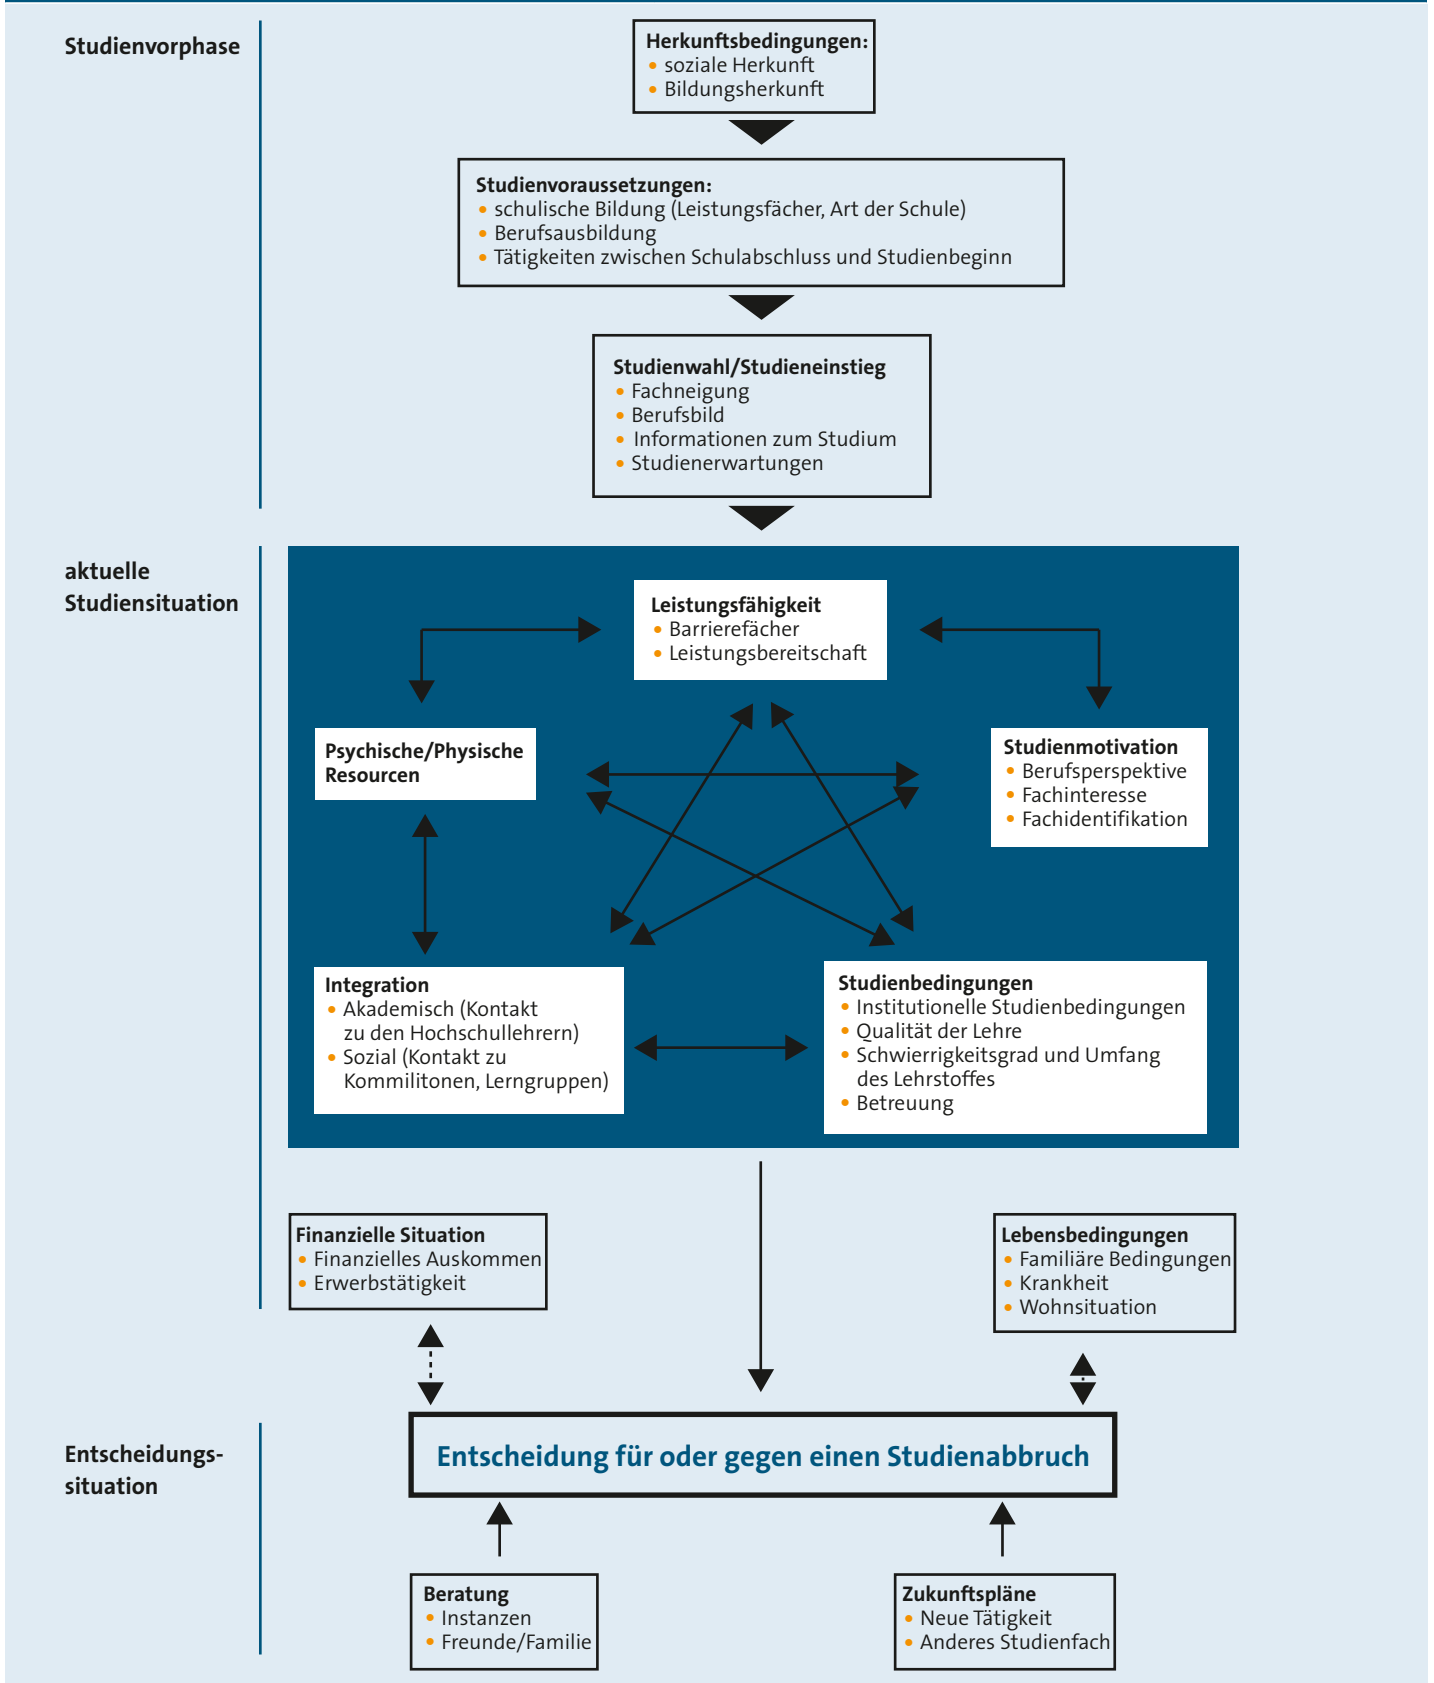 Studienvorphase
Herkunftsbedingungen:
• soziale Herkunft
• Bildungsherkunft
Studienvoraussetzungen:
• schulische Bildung (Leistungsfächer, Art der Schule)
• Berufsausbildung
• Tätigkeiten zwischen Schulabschluss und Studienbeginn
Studienwahl/Studieneinstieg
• Fachneigung
• Berufsbild
• Informationen zum Studium
• Studienerwartungen
aktuelle
Studiensituation
Leistungsfähigkeit
• Barrierefächer
• Leistungsbereitschaft
Psychische/Physische
Resourcen
Studienmotivation
• Berufsperspektive
• Fachinteresse
• Fachidentifikation
Integration
• Akademisch (Kontakt
zu den Hochschullehrern)
• Sozial (Kontakt zu
Kommilitonen, Lerngruppen)
Studienbedingungen
• Institutionelle Studienbedingungen
• Qualität der Lehre
• Schwierrigkeitsgrad und Umfang
des Lehrstoffes
• Betreuung
Finanzielle Situation
• Finanzielles Auskommen
• Erwerbstätigkeit
Lebensbedingungen
• Familiäre Bedingungen
• Krankheit
• Wohnsituation
Entscheidungs-
situation
Entscheidung für oder gegen einen Studienabbruch
Beratung
• Instanzen
• Freunde/Familie
Zukunftspläne
• Neue Tätigkeit
• Anderes Studienfach